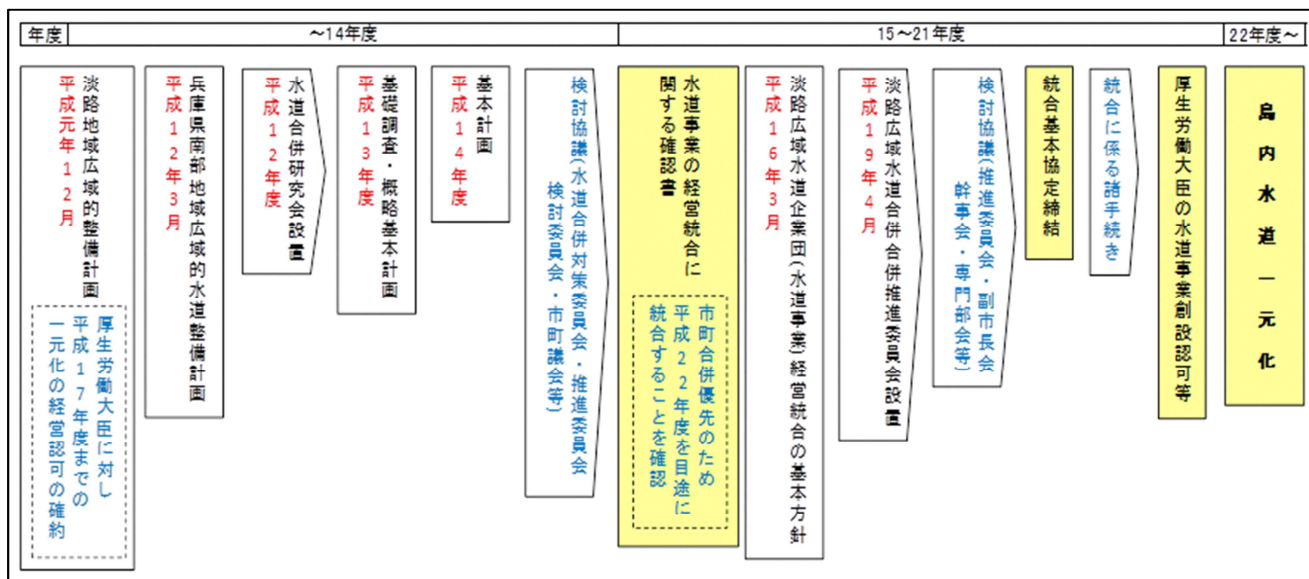 年度
～14年度
15～21年度
22年度～
淡路地域広域的整備計画
平成元年12月
厚生労働大臣に対し
平成17年度までの
一元化の経営認可の確約
兵庫県南部地域広域的水道整備計画
平成12年3月
水道合併研究会設置
平成12年度
基礎調査・概略基本計画
平成13年度
基本計画
平成14年度
検討協議(水道合併対策委員会・推進委員会
検討委員会・市町議会等)
水道事業の経営統合に
関する確認書
市町合併優先のため
平成22年度を目途に
統合することを確認
淡路広域水道企業団(水道事業)経営統合の基本方針
平成16年3月
淡路広域水道合併推進委員会設置
平成19年4月
検討協議(推進委員会・副市長会
幹事会・専門部会等)
統合基本協定締結
統合に係る諸手続き
厚生労働大臣の水道事業創設認可等
島内水道一元化